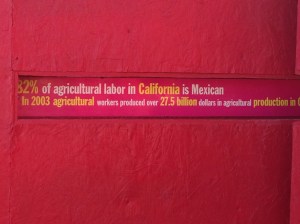 82% of agricultural labor in California is Mexican
In 2003 agricultural workers produced over 27.5 billion dollars in agricultural production in